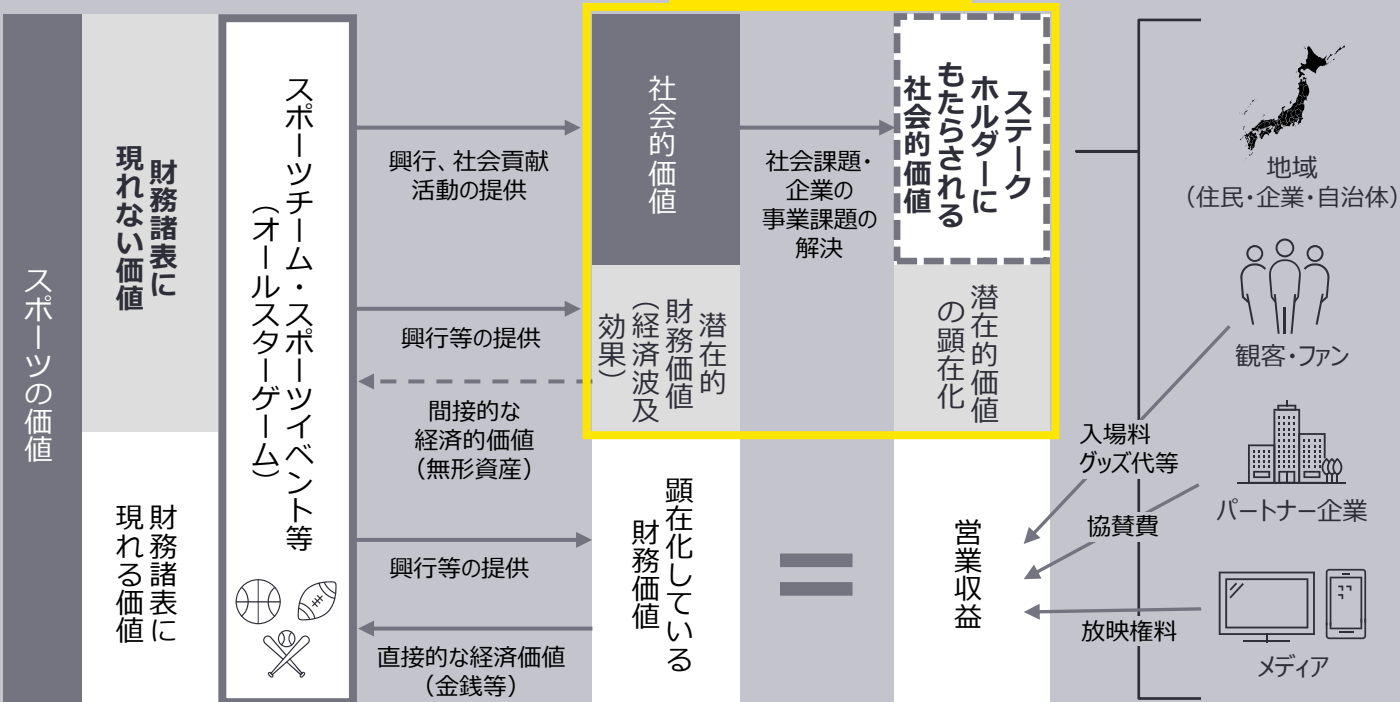 スポーツの価値
財務諸表に
現れない価値
財務諸表に
現れる価値
スポーツチーム・スポーツイベント等
（オールスターゲーム）
興行、社会貢献
活動の提供
興行等の提供
間接的な
経済的価値
（無形資産）
興行等の提供
直接的な経済価値
（金銭等）
社会的価値
潜在的
財務価値
（経済波及
効果）
顕在化している
財務価値
社会課題・
企業の
事業課題の
解決
ステーク
ホルダーに
もたらされる
社会的価値
潜在的価値
の顕在化
営業収益
入場料
グッズ代等
協賛費
放映権料
地域
（住民・企業・自治体）
観客・ファン
パートナー企業
メディア